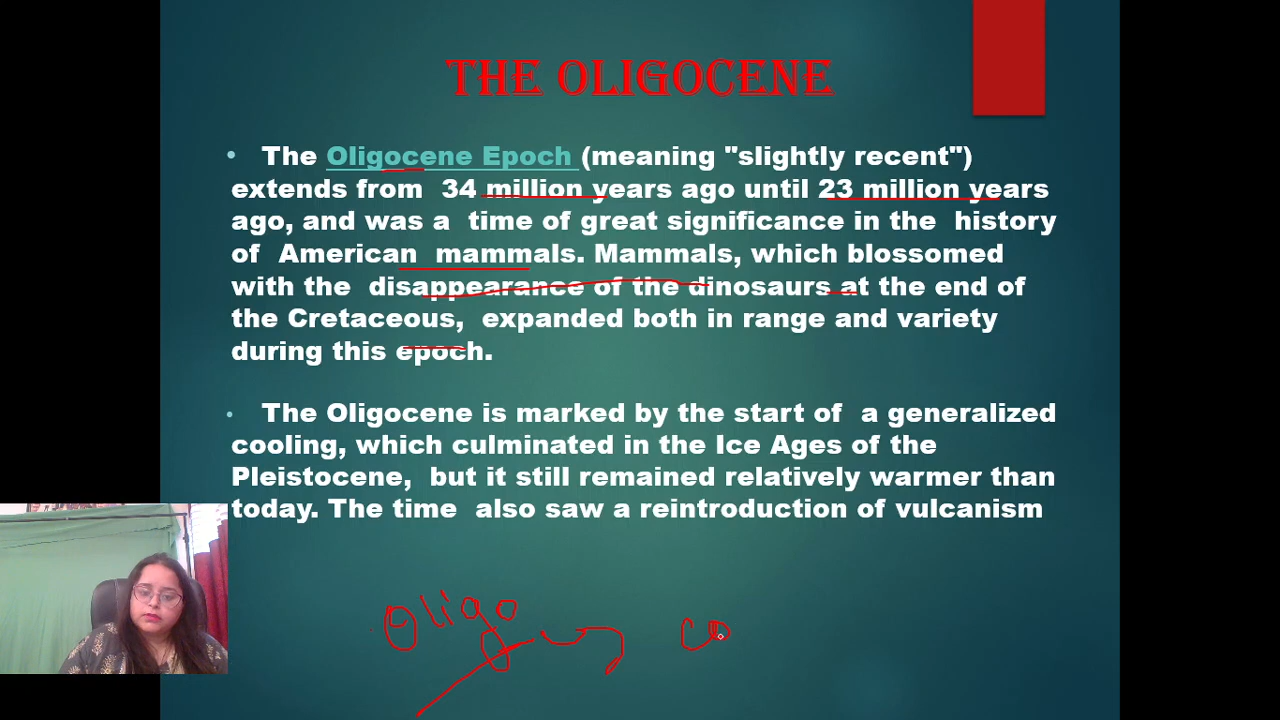 THE OLIGOCENE
• The Oligocene Epoch (meaning "slightly recent")
extends from 34 million years ago until 23 million years
ago, and was a time of great significance in the history
of American mammals. Mammals, which blossomed
with the disappearance of the dinosaurs at the end of
the Cretaceous, expanded both in range and variety
during this epoch.
• The Oligocene is marked by the start of a generalized
cooling, which culminated in the Ice Ages of the
Pleistocene, but it still remained relatively warmer than
today. The time also saw a reintroduction of vulcanism
Oligo co